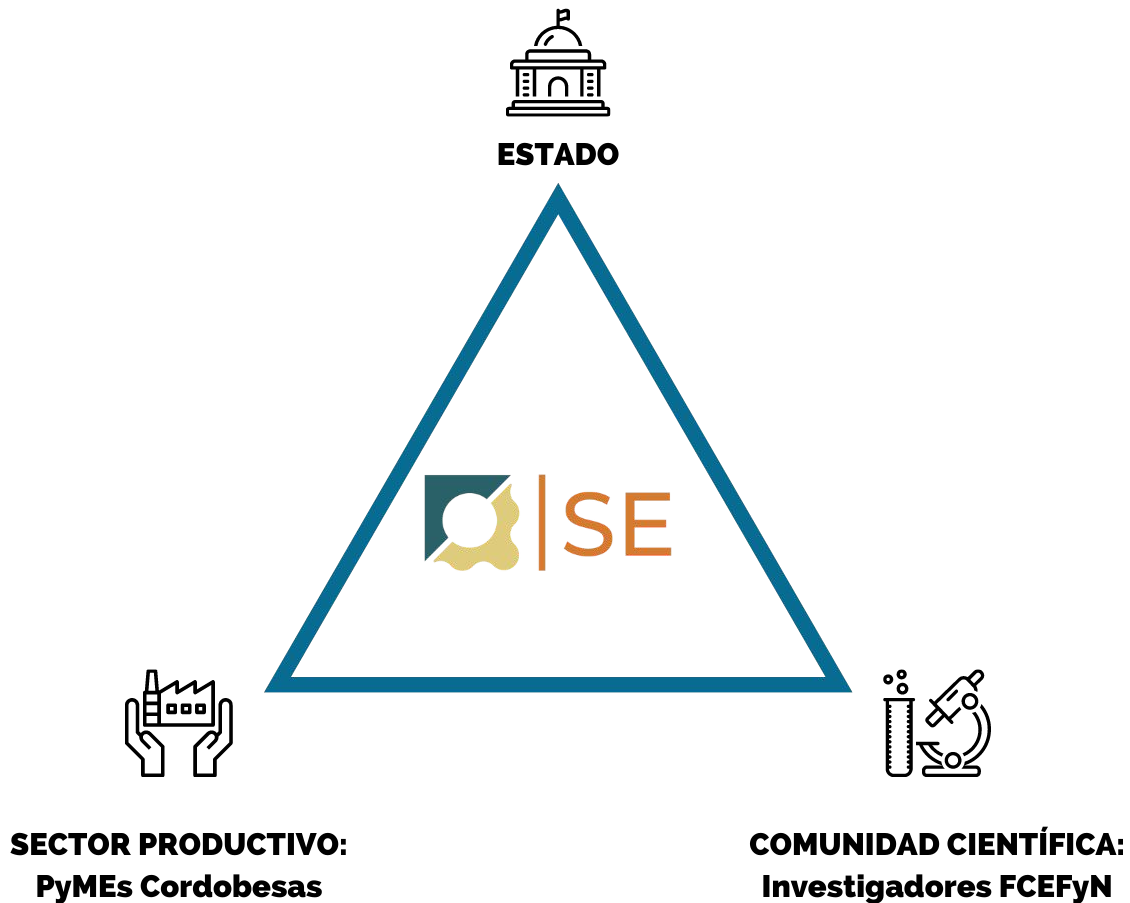 ESTADO
SE
SECTOR PRODUCTIVO:
PyMEs Cordobesas
COMUNIDAD CIENTÍFICA:
Investigadores FCEFyN